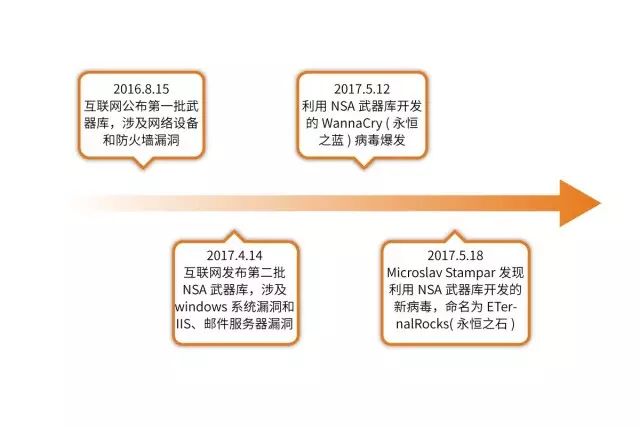 2016.8.15
互联网公布第一批武
器库，涉及网络设备
和防火墙漏洞
2017.5.12
利用 NSA 武器库开发
的 WannaCry ( 永恒
之蓝 ) 病毒爆发
2017.4.14
互联网发布第二批
NSA 武器库，涉及
windows 系统漏洞和
IIS、邮件服务器漏洞
2017.5.18
Microslav Stampar 发现
利用 NSA 武器库开发的
新病毒，命名为 ETer-
nalRocks( 永恒之石 )